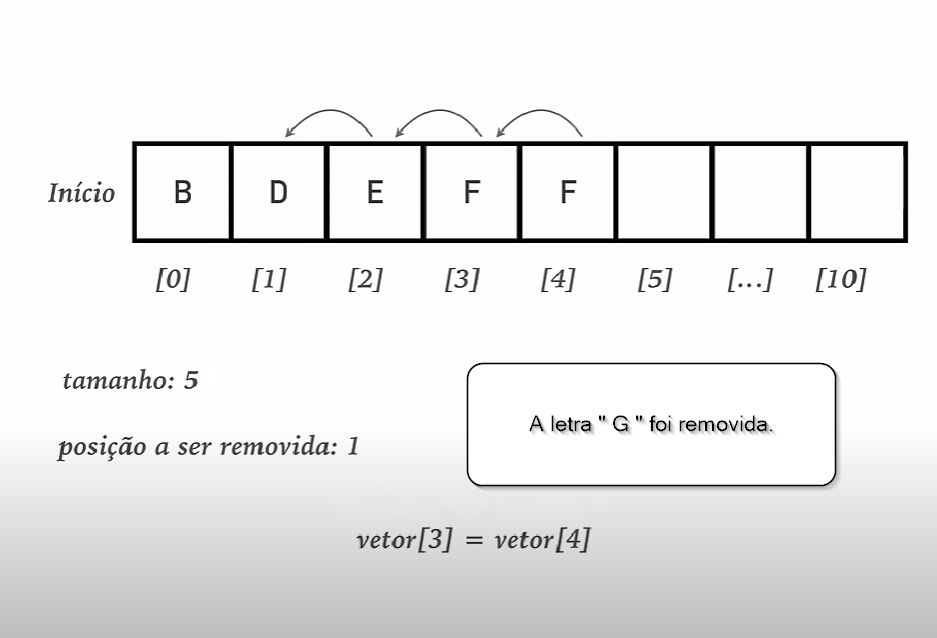 Início B D E F F
[0] [1] [2] [3] [4] [5] [...] [10]
tamanho: 5
A letra " G " foi removida.
posição a ser removida: 1
vetor[3] = vetor[4]